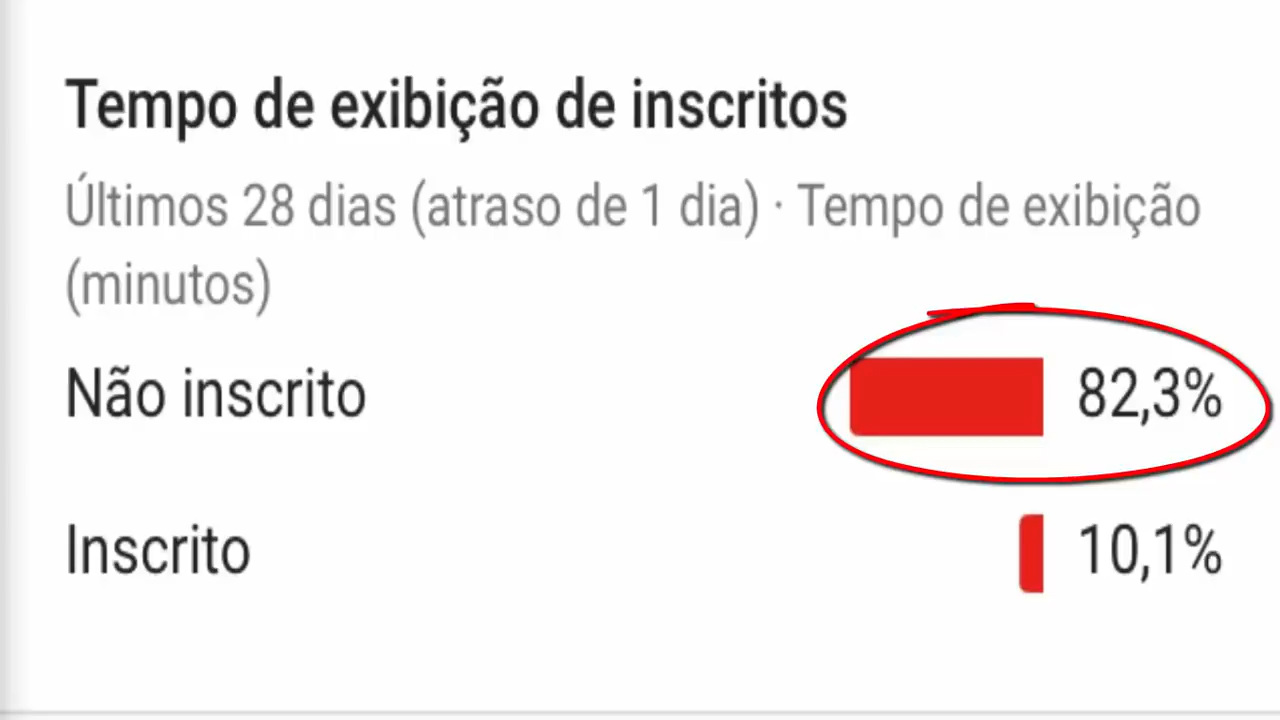 Tempo de exibição de inscritos
Últimos 28 dias (atraso de 1 dia) · Tempo de exibição
(minutos)
Não inscrito 82,3%
Inscrito 10,1%